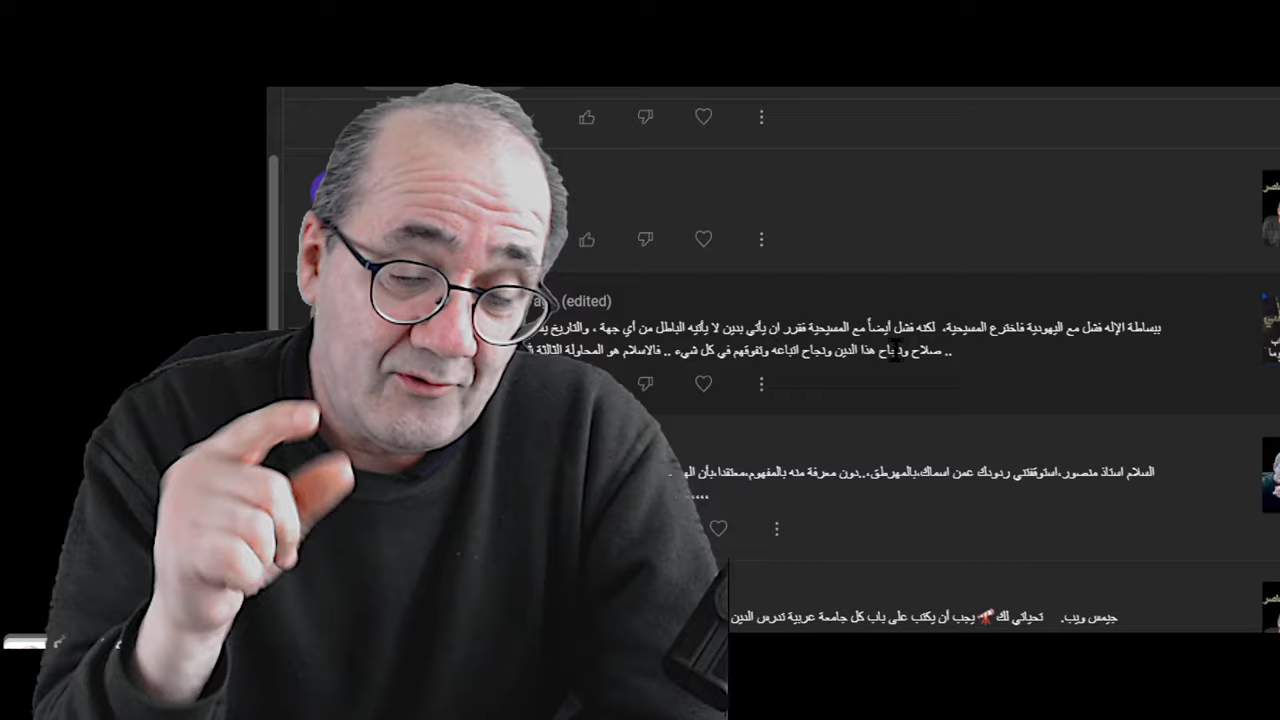 (edited)
ببساطة الإله فشل مع اليهودية فاخترع المسيحية. لكنه فشل أيضاً مع المسيحية فقرر ان يأتي بدين لا يأتيه الباطل من أي جهة ، والتاريخ
صلاح ونجاح هذا الدين ونجاح اتباعه وتفوقهم في كل شيء .. فالاسلام هو المحاولة الثالثة ..
السلام استاذ منصور،استوقفتني ردودك عمن اسماك،بالمهرطق،..دون معرفة منه بالمفهوم،معتقدا،بأن
،،،،
جيمس ويب. تحياتي لك يجب أن يكتب على باب كل جامعة عربية تدرس الدين